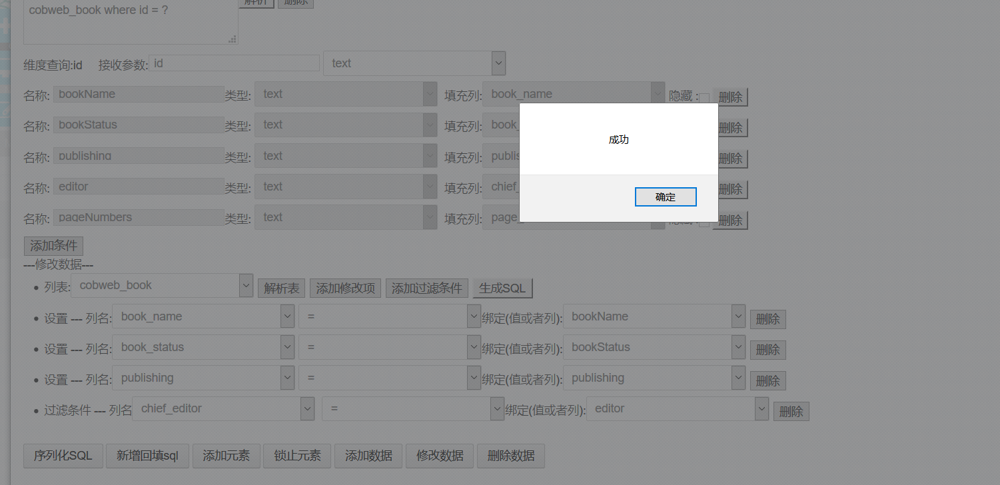 cobweb_book where id = ?
解析 删除
维度查询:id 接收参数: id text
名称: bookName 类型: text 填充列: book_name 隐藏 : 删除
名称: bookStatus 类型: text 填充列: book_ 删除
名称: publishing 类型: text 填充列: publis 删除
名称: editor 类型: text 填充列: chief_ 删除
名称: pageNumbers 类型: text 填充列: page_ 隐藏 : 删除
成功
确定
添加条件
---修改数据---
列表: cobweb_book 解析表 添加修改项 添加过滤条件 生成SQL
设置 --- 列名: book_name = 绑定(值或者列): bookName 删除
设置 --- 列名: book_status = 绑定(值或者列): bookStatus 删除
设置 --- 列名: publishing = 绑定(值或者列): publishing 删除
过滤条件 --- 列名 chief_editor = 绑定(值或者列): editor 删除
序列化SQL 新增回填sql 添加元素 锁止元素 添加数据 修改数据 删除数据